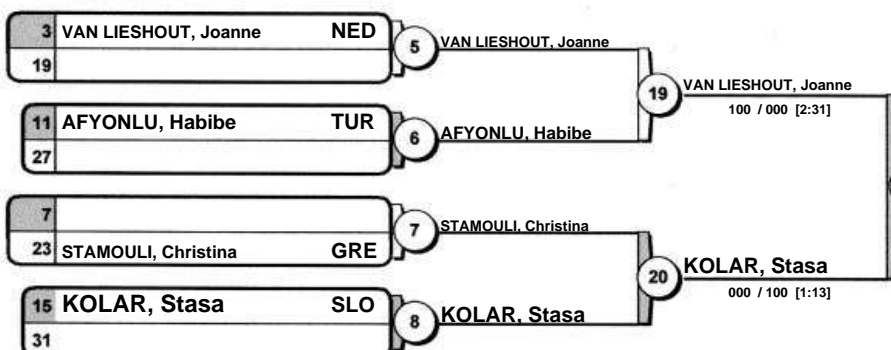 3 VAN LIESHOUT, Joanne NED
19
5
VAN LIESHOUT, Joanne
11 AFYONLU, Habibe TUR
27
6
AFYONLU, Habibe
19
VAN LIESHOUT, Joanne
100 / 000 [2:31]
7
23 STAMOULI, Christina GRE
7
STAMOULI, Christina
15 KOLAR, Stasa SLO
31
8
KOLAR, Stasa
20
KOLAR, Stasa
000 / 100 [1:13]